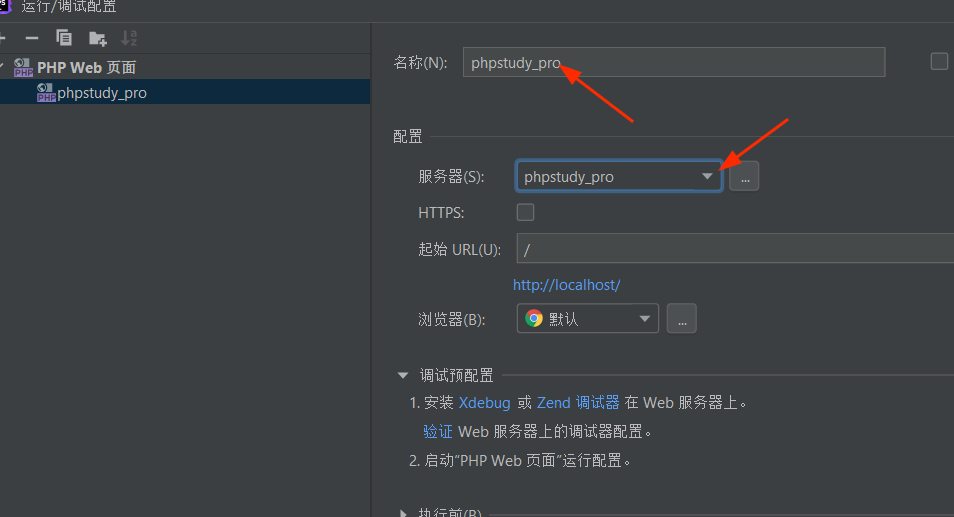 运行/调试配置
PHP Web 页面
phpstudy_pro
名称(N):
phpstudy_pro
配置
服务器(S):
phpstudy_pro
...
HTTPS:
起始 URL(U):
/
http://localhost/
浏览器(B):
默认
...
调试预配置
1. 安装 Xdebug 或 Zend 调试器 在 Web 服务器上。
验证 Web 服务器上的调试器配置。
2. 启动“PHP Web 页面”运行配置。
执行前(B)